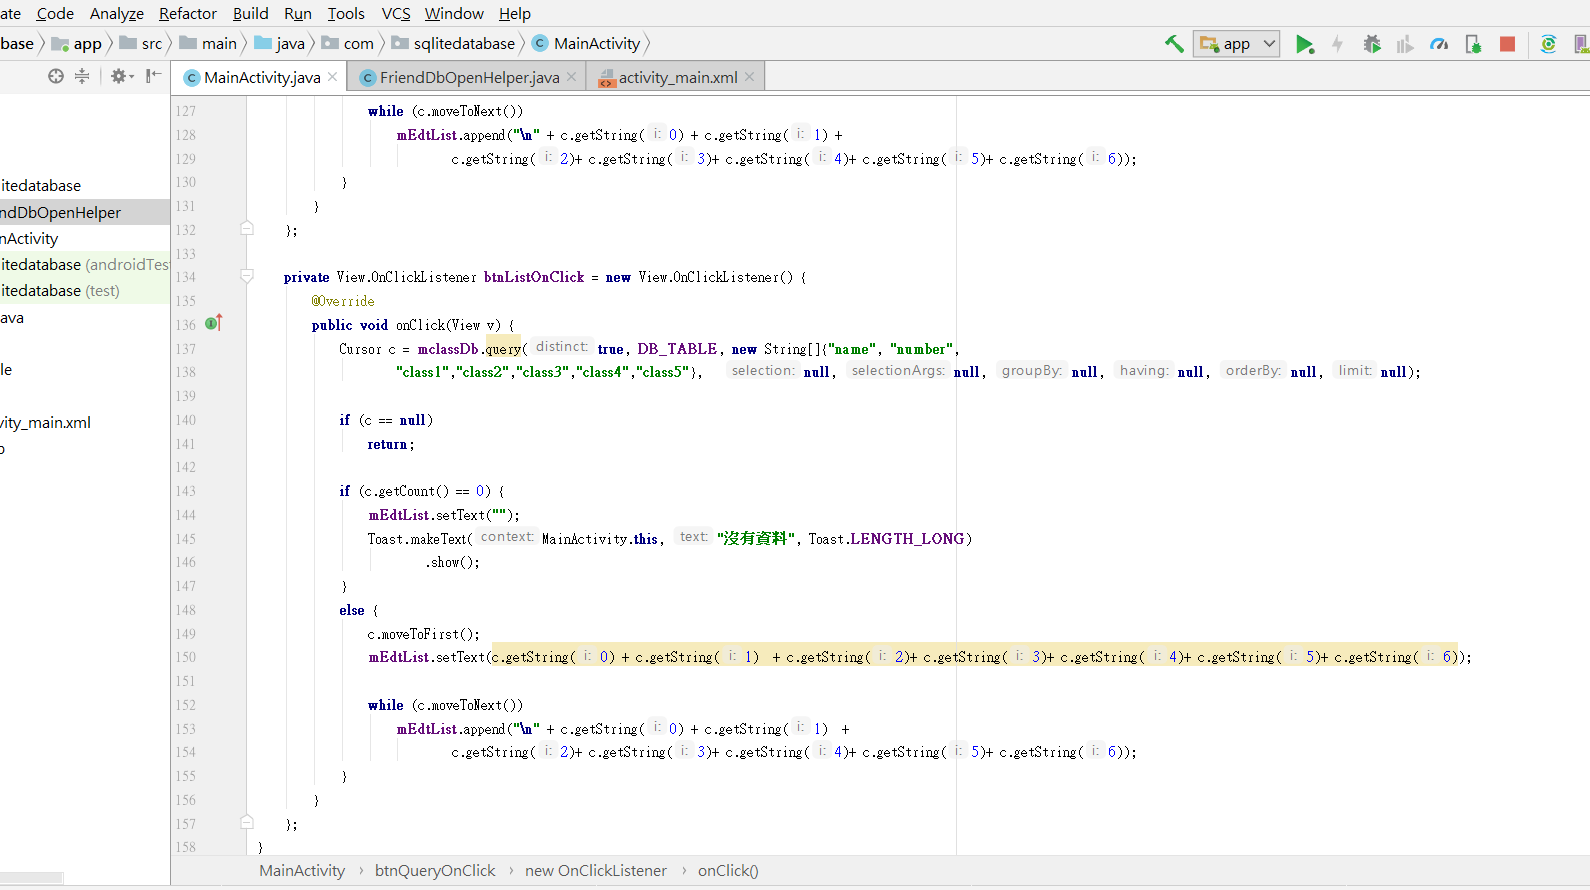 ate Code Analyze Refactor Build Run Tools VCS Window Help
base app src main java com sqlitedatabase MainActivity app
MainActivity.java FriendDbOpenHelper.java activity_main.xml
itedatabase
ndDbOpenHelper
nActivity
itedatabase (androidTest
itedatabase (test)
ava
le
vity_main.xml
127 while (c.moveToNext())
128 mEdtList.append("\n" + c.getString( i: 0) + c.getString( i: 1) +
129 c.getString( i: 2)+ c.getString( i: 3)+ c.getString( i: 4)+ c.getString( i: 5)+ c.getString( i: 6));
130 }
131 }
132 };
133
134 private View.OnClickListener btnListOnClick = new View.OnClickListener() {
135 @Override
136 public void onClick(View v) {
137 Cursor c = mclassDb.query( distinct: true, DB_TABLE, new String[]{"name", "number",
138 "class1","class2","class3","class4","class5"}, selection: null, selectionArgs: null, groupBy: null, having: null, orderBy: null, limit: null);
139
140 if (c == null)
141 return;
142
143 if (c.getCount() == 0) {
144 mEdtList.setText("");
145 Toast.makeText( context: MainActivity.this, text: "沒有資料", Toast.LENGTH_LONG)
146 .show();
147 }
148 else {
149 c.moveToFirst();
150 mEdtList.setText(c.getString( i: 0) + c.getString( i: 1) + c.getString( i: 2)+ c.getString( i: 3)+ c.getString( i: 4)+ c.getString( i: 5)+ c.getString( i: 6));
151
152 while (c.moveToNext())
153 mEdtList.append("\n" + c.getString( i: 0) + c.getString( i: 1) +
154 c.getString( i: 2)+ c.getString( i: 3)+ c.getString( i: 4)+ c.getString( i: 5)+ c.getString( i: 6));
155 }
156 }
157 };
158 }
MainActivity › btnQueryOnClick › new OnClickListener › onClick()